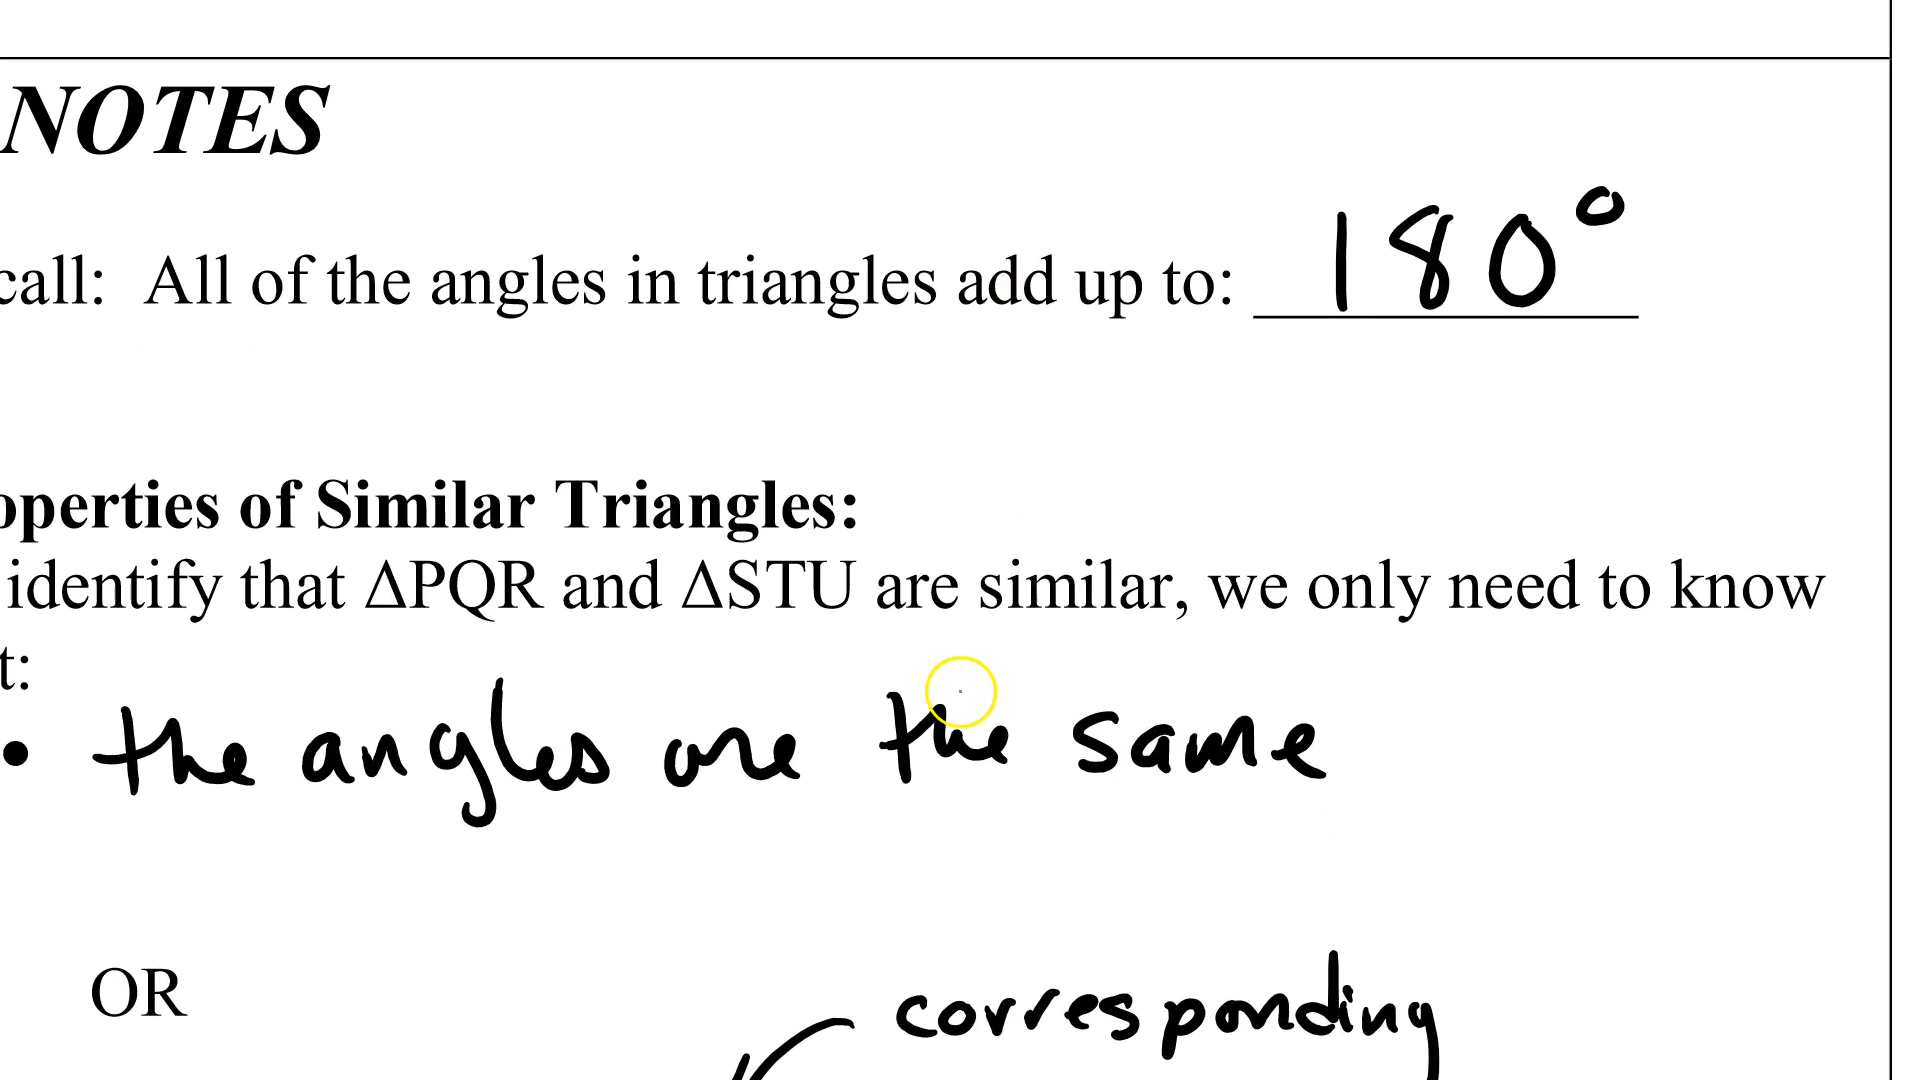 NOTES
call: All of the angles in triangles add up to: 180°
operties of Similar Triangles:
identify that ΔPQR and ΔSTU are similar, we only need to know
t:
• the angles are the same
OR
corresponding